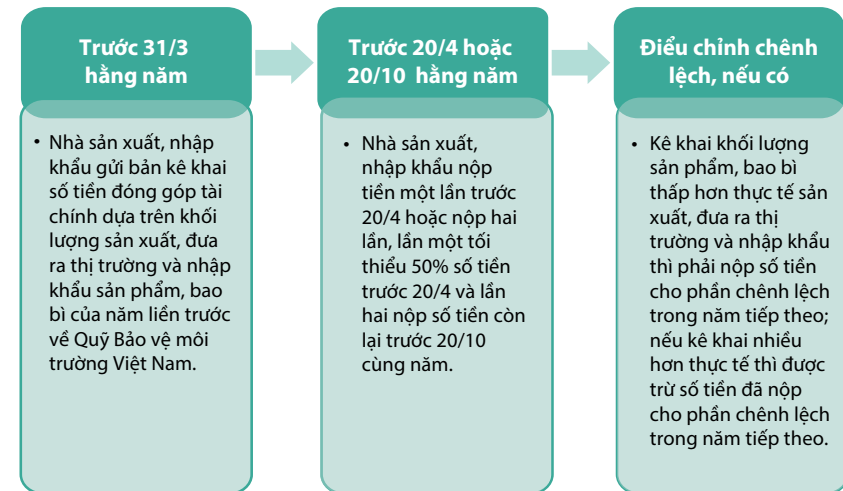 Trước 31/3
hằng năm
• Nhà sản xuất, nhập
khẩu gửi bản kê khai
số tiền đóng góp tài
chính dựa trên khối
lượng sản xuất, đưa
ra thị trường và nhập
khẩu sản phẩm, bao
bì của năm liền trước
về Quỹ Bảo vệ môi
trường Việt Nam.
Trước 20/4 hoặc
20/10 hằng năm
• Nhà sản xuất,
nhập khẩu nộp
tiền một lần trước
20/4 hoặc nộp hai
lần, lần một tối
thiểu 50% số tiền
trước 20/4 và lần
hai nộp số tiền còn
lại trước 20/10
cùng năm.
Điều chỉnh chênh
lệch, nếu có
• Kê khai khối lượng
sản phẩm, bao bì
thấp hơn thực tế sản
xuất, đưa ra thị
trường và nhập khẩu
thì phải nộp số tiền
cho phần chênh lệch
trong năm tiếp theo;
nếu kê khai nhiều
hơn thực tế thì được
trừ số tiền đã nộp
cho phần chênh lệch
trong năm tiếp theo.